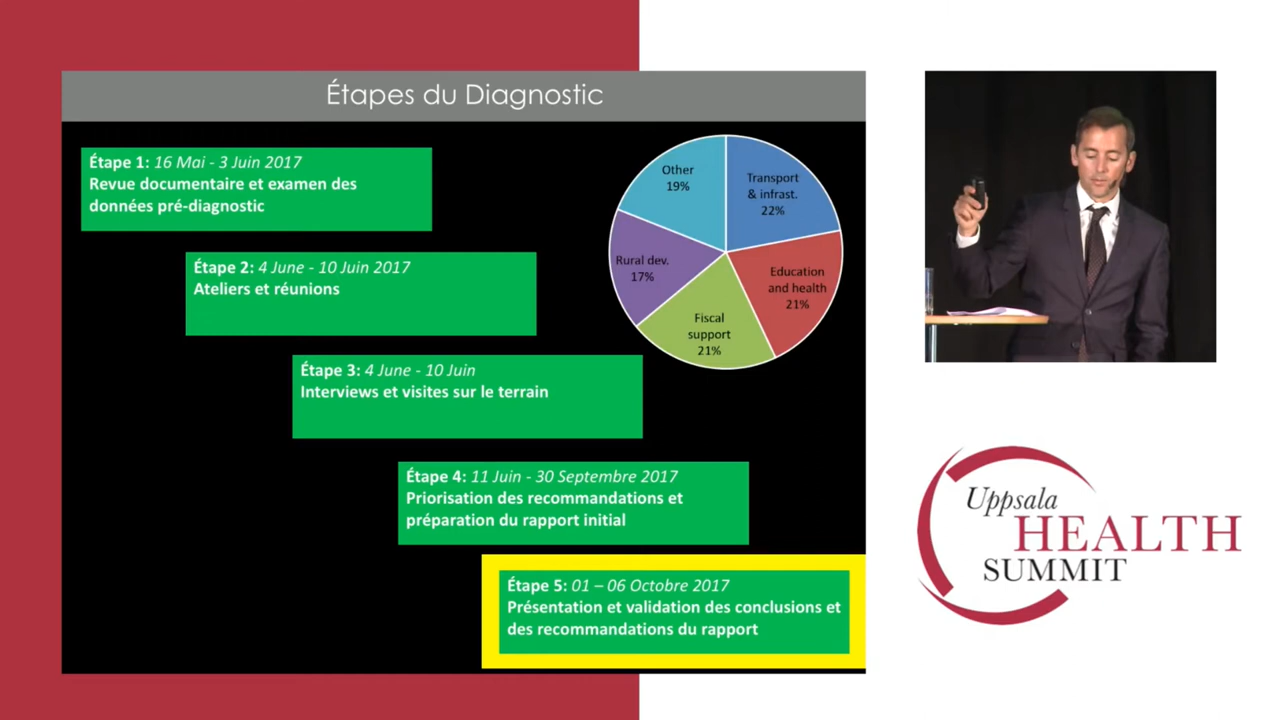 Étapes du Diagnostic
Étape 1: 16 Mai - 3 Juin 2017
Revue documentaire et examen des
données pré-diagnostic
Étape 2: 4 June - 10 Juin 2017
Ateliers et réunions
Étape 3: 4 June - 10 Juin
Interviews et visites sur le terrain
Étape 4: 11 Juin - 30 Septembre 2017
Priorisation des recommandations et
préparation du rapport initial
Étape 5: 01 – 06 Octobre 2017
Présentation et validation des conclusions et
des recommandations du rapport
Other
19%
Transport
& infrast.
22%
Rural dev.
17%
Education
and health
21%
Fiscal
support
21%
Uppsala
HEALTH
SUMMIT